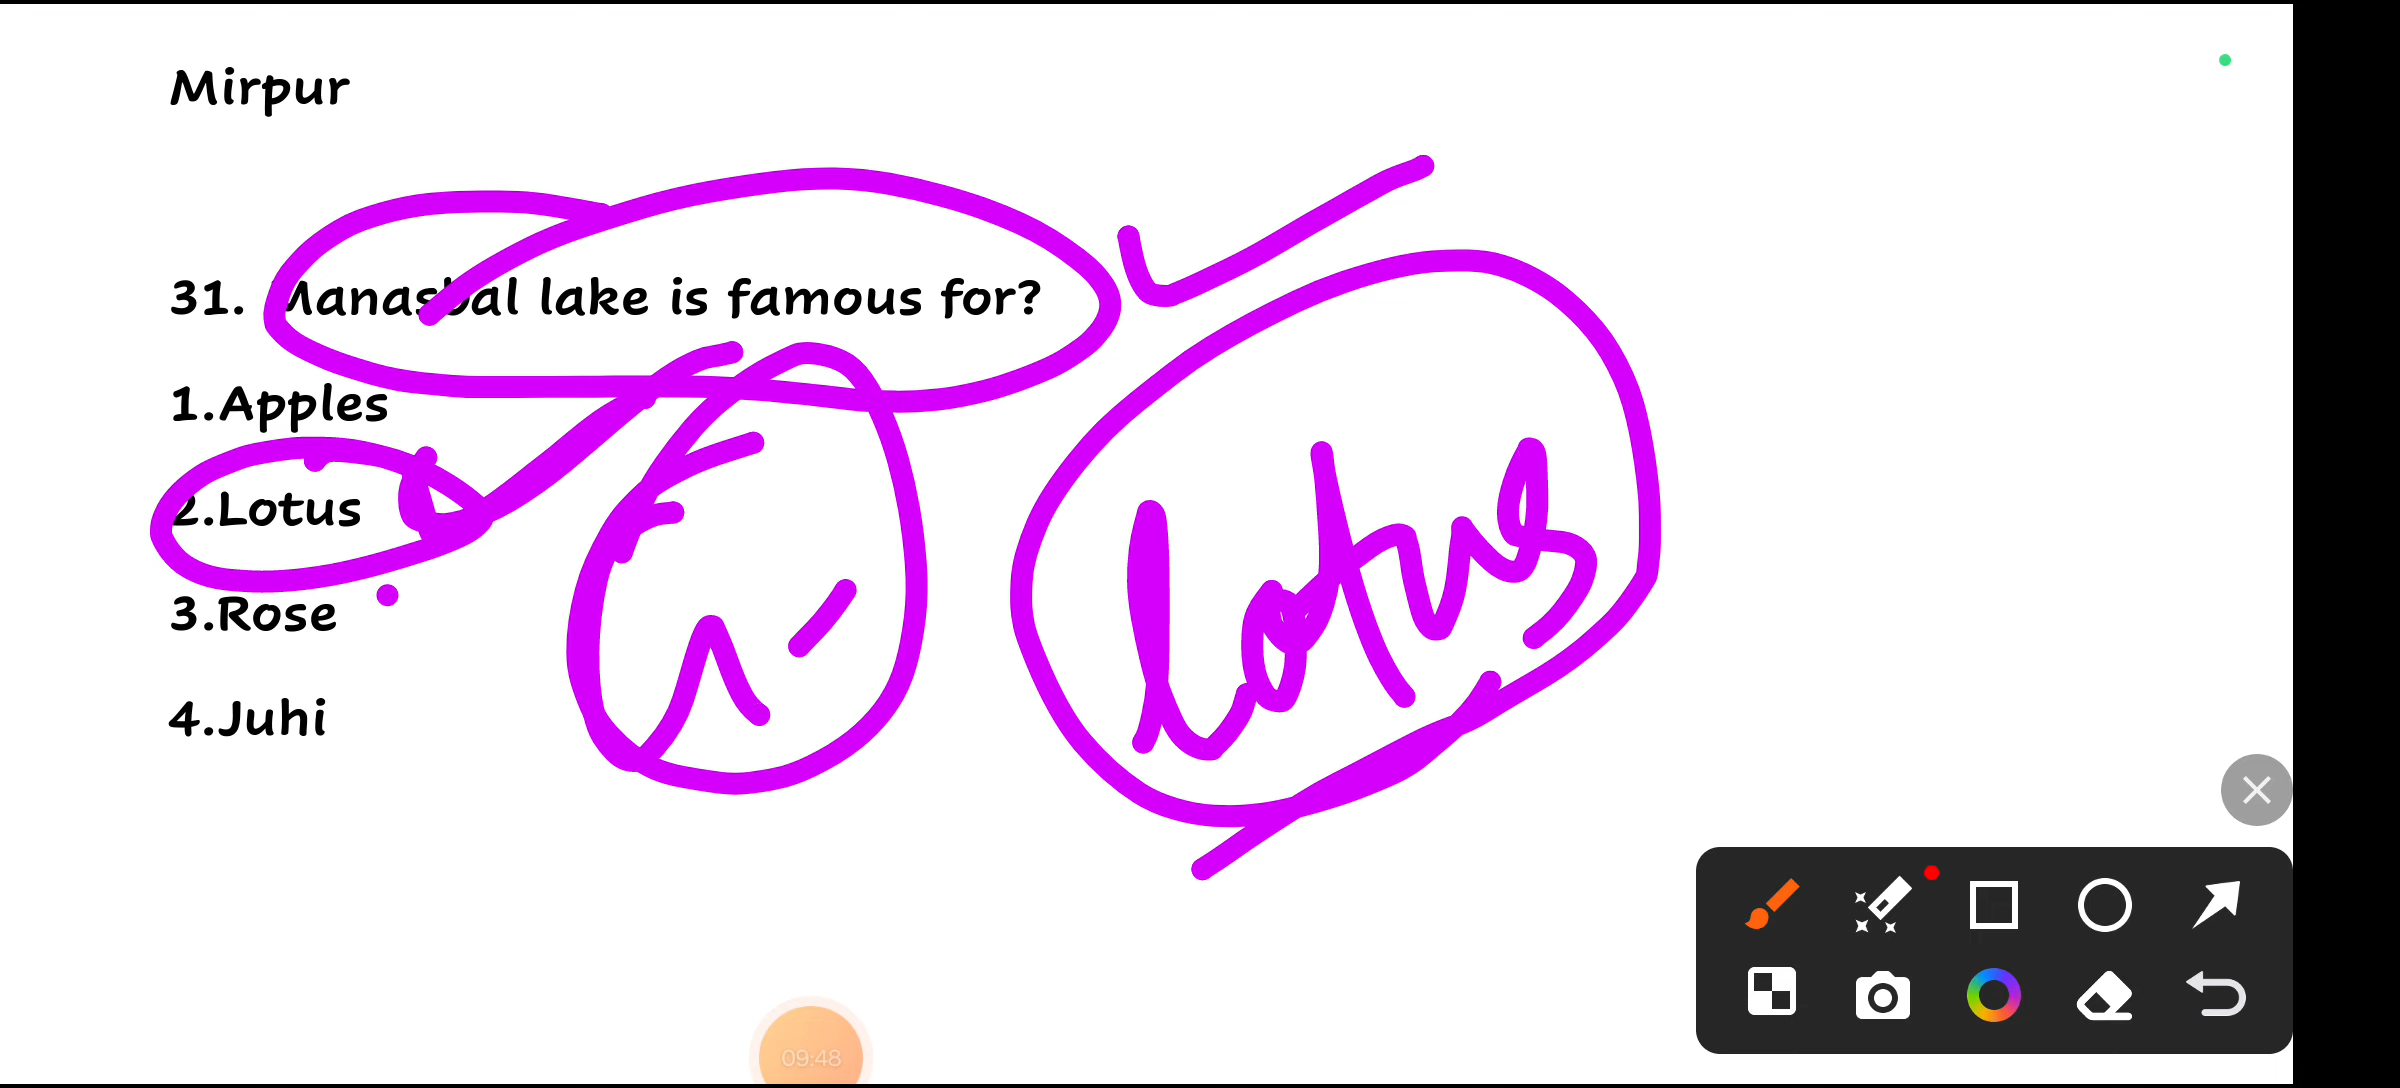 Mirpur
31. Manasbal lake is famous for?
1.Apples
2.Lotus
3.Rose
4.Juhi
lotus
09:48